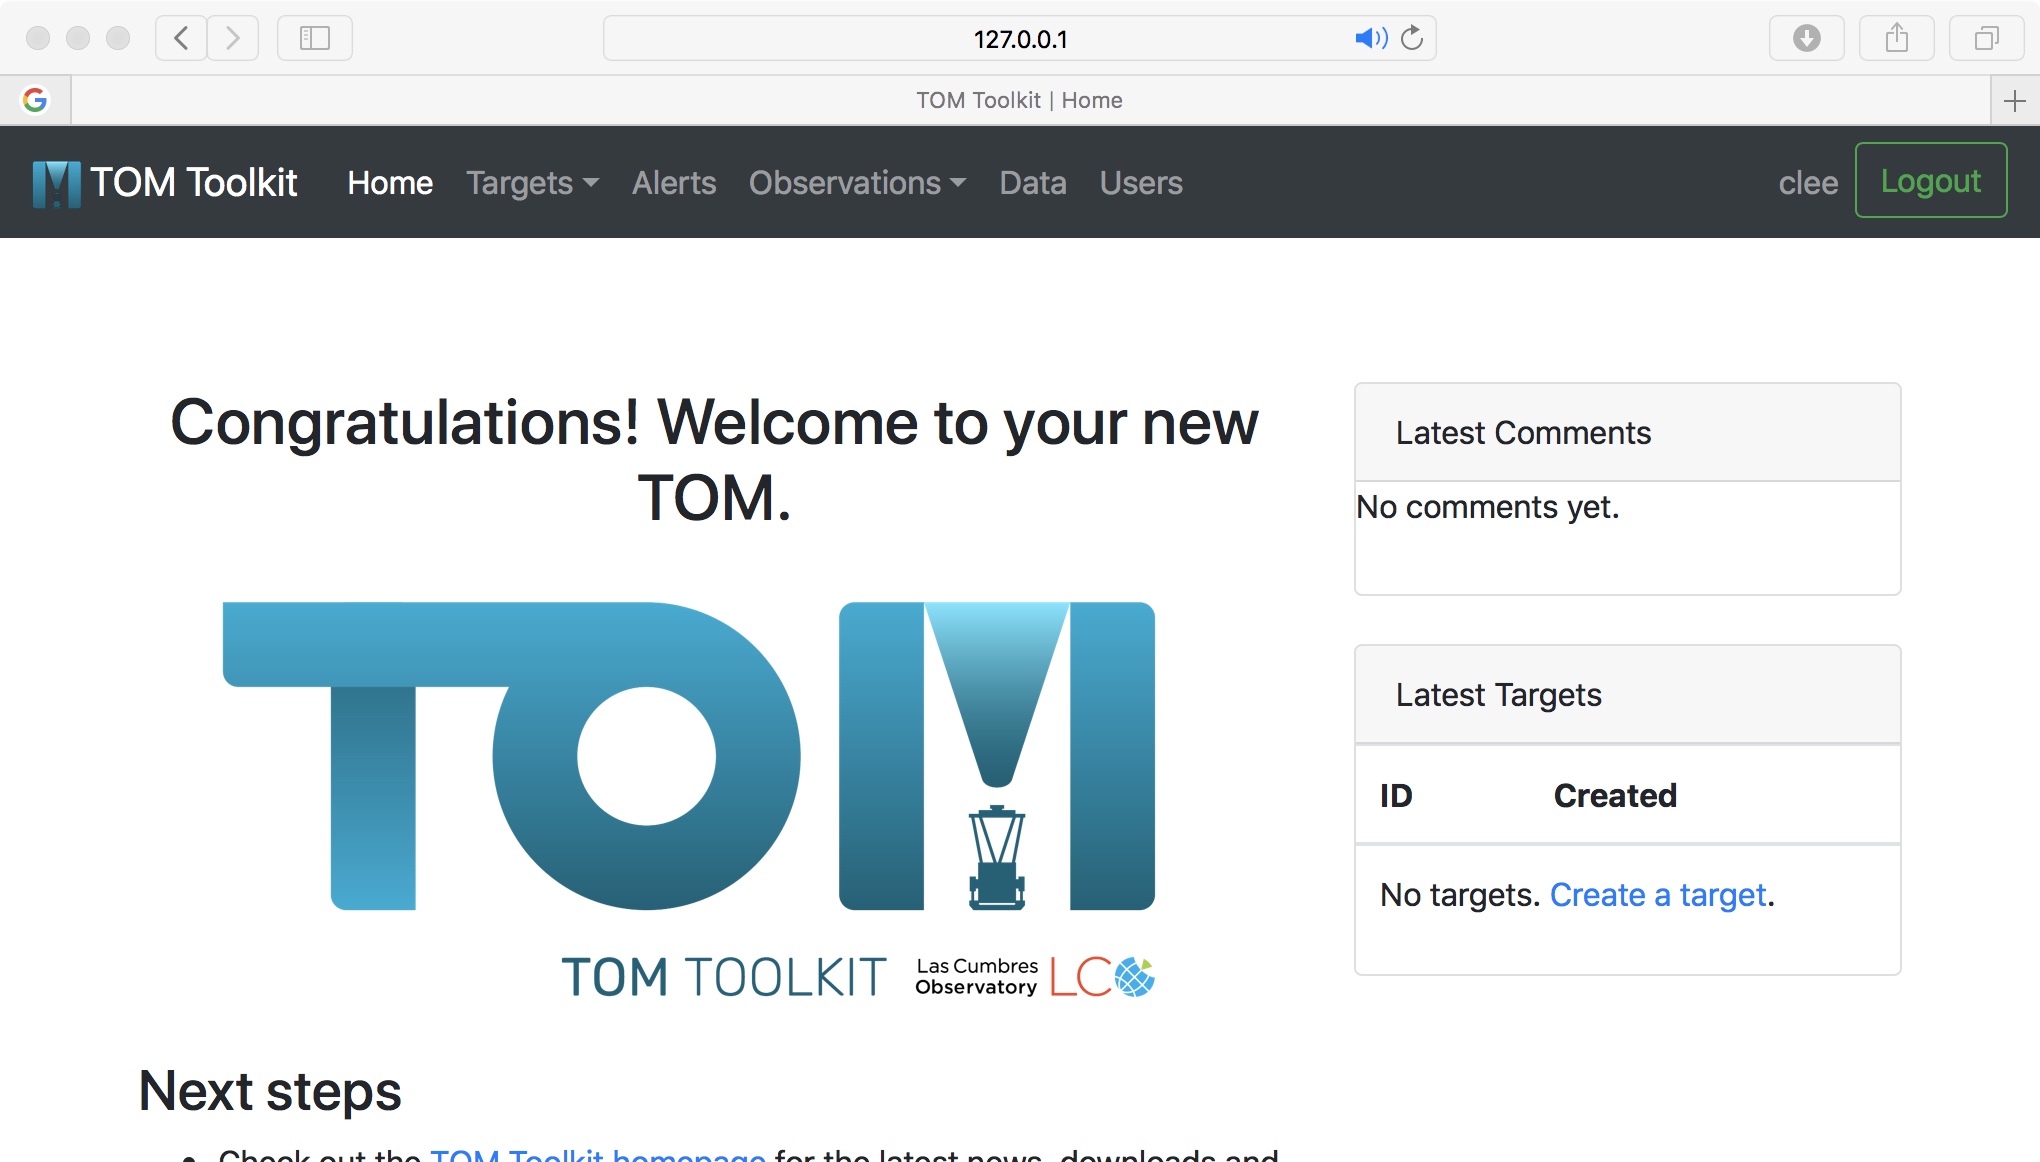 127.0.0.1
TOM Toolkit | Home
TOM Toolkit Home Targets Alerts Observations Data Users clee Logout
Congratulations! Welcome to your new
TOM.
TOM
TOM TOOLKIT
Las Cumbres
Observatory
LCO
Next steps
• Check out the TOM Toolkit homepage for the latest news, downloads and
Latest Comments
No comments yet.
Latest Targets
ID Created
No targets. Create a target.